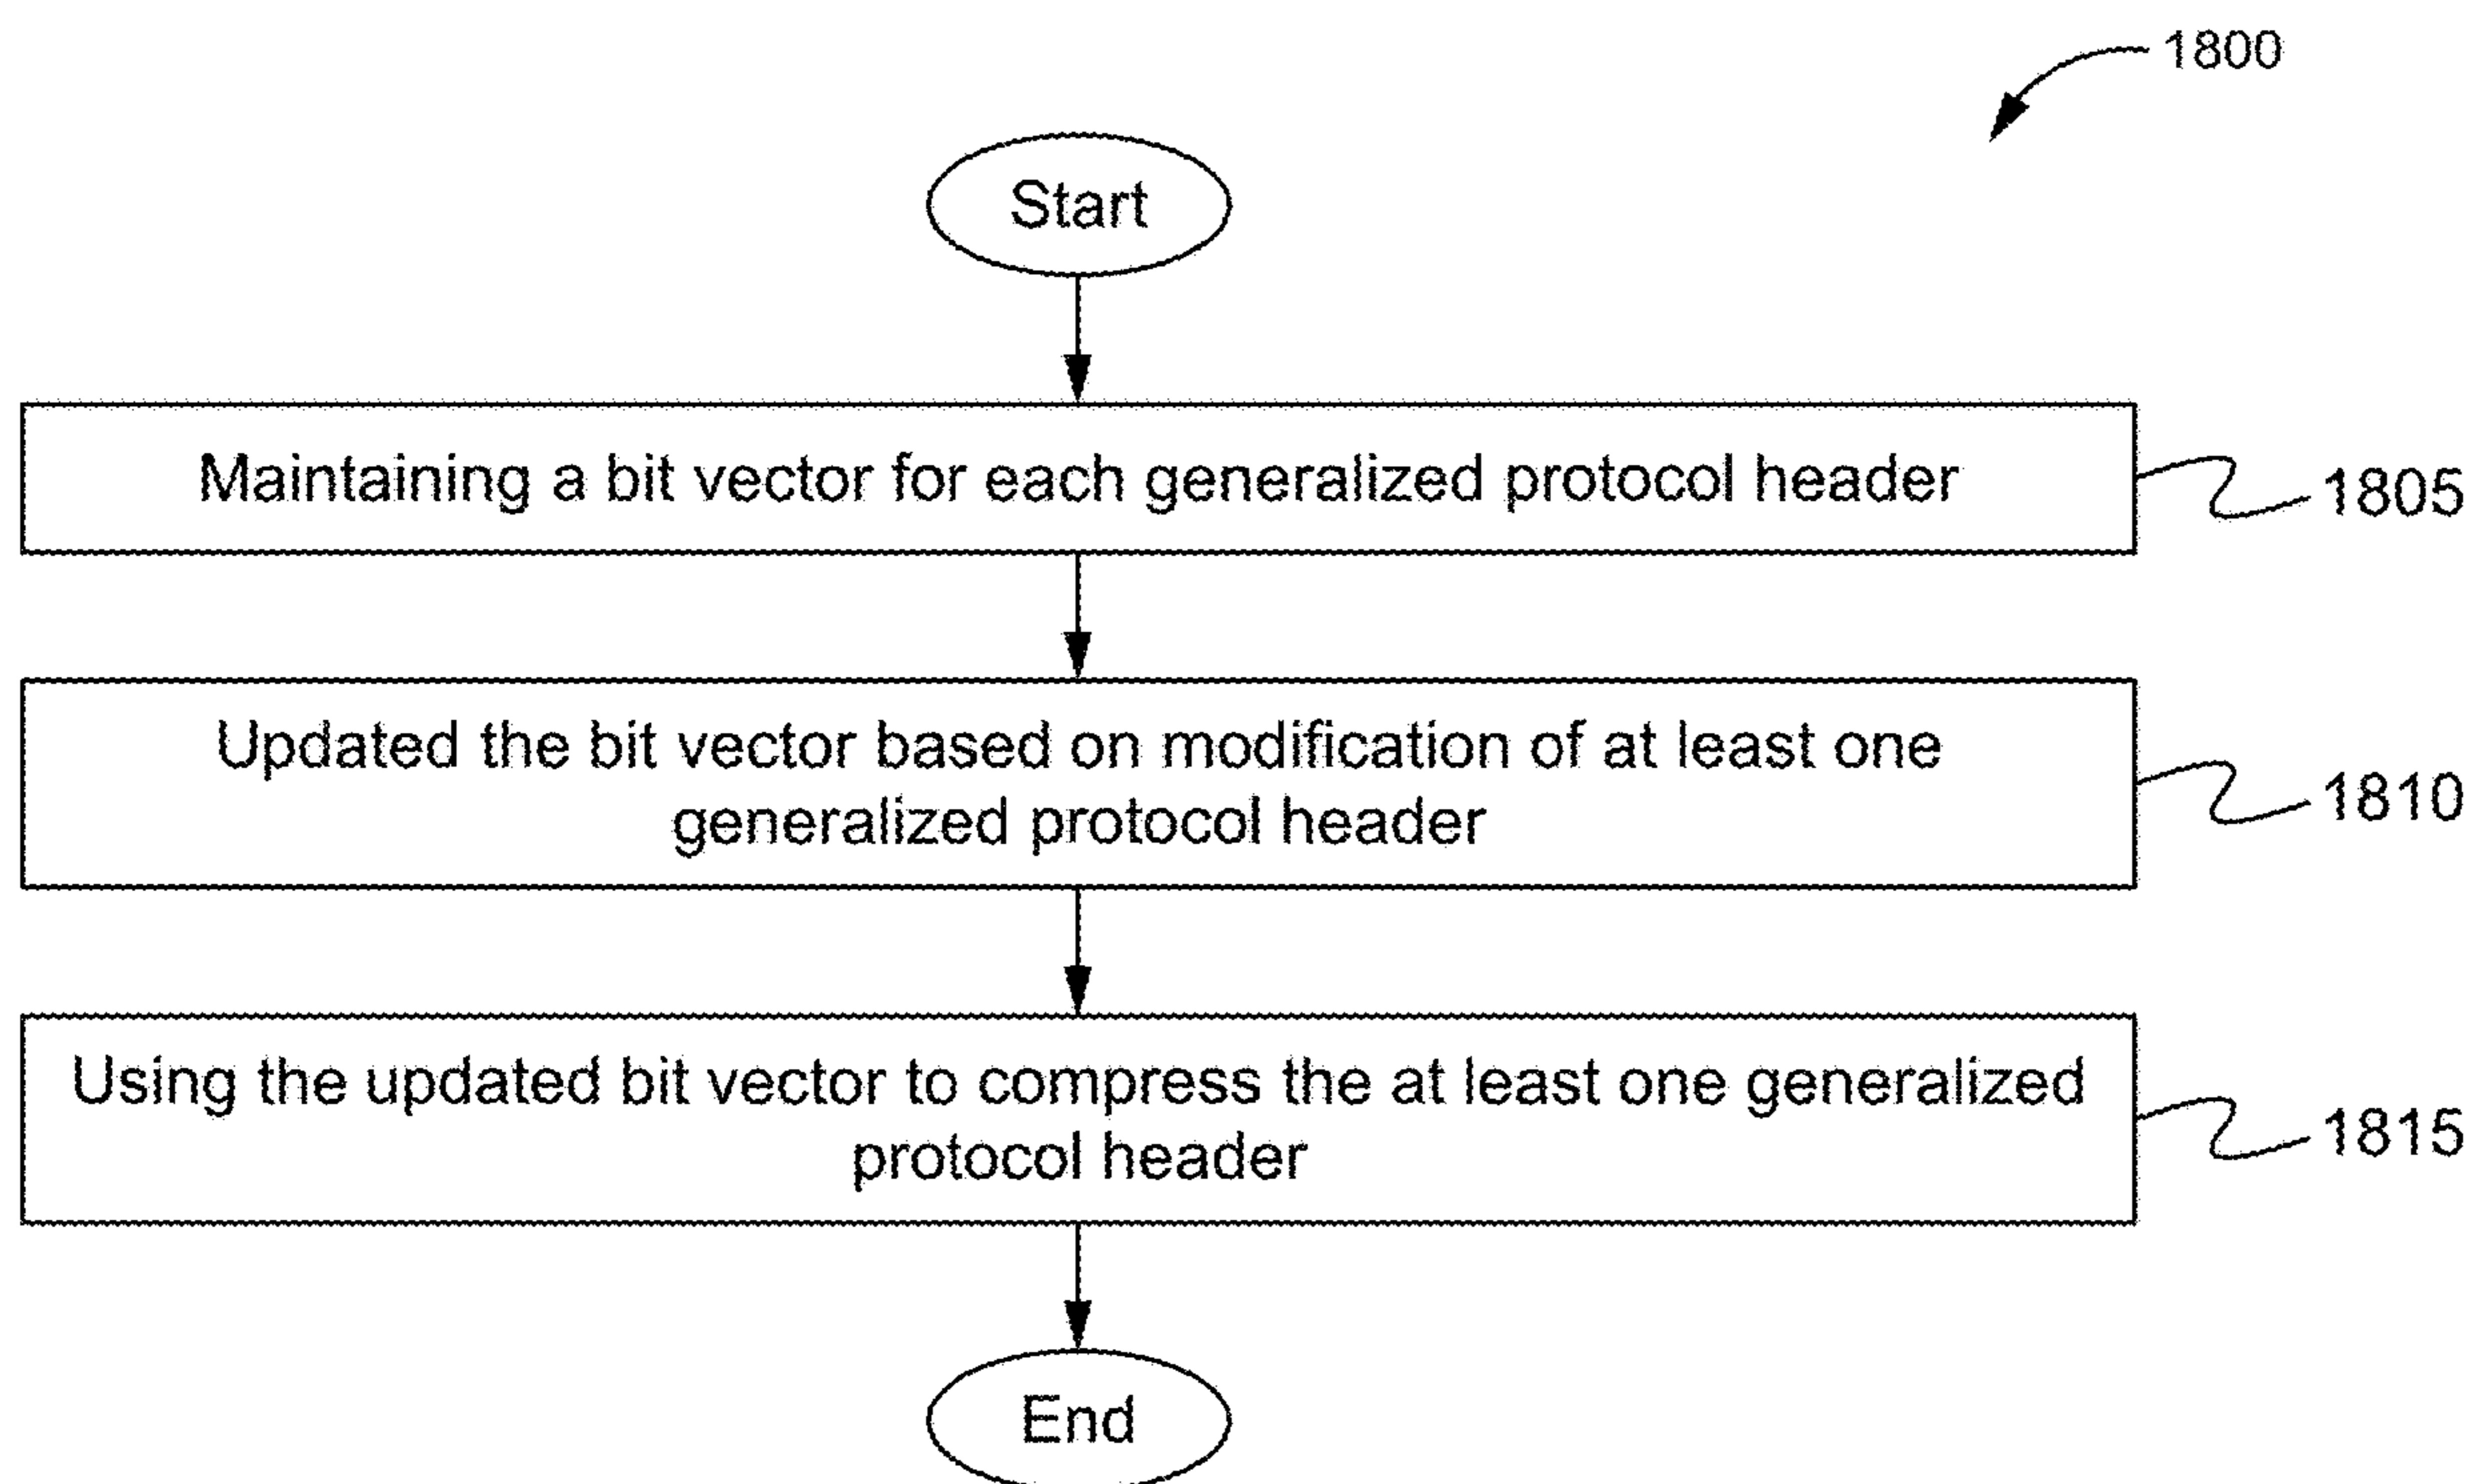 1800
Start
Maintaining a bit vector for each generalized protocol header
1805
Updated the bit vector based on modification of at least one
generalized protocol header
1810
Using the updated bit vector to compress the at least one generalized
protocol header
1815
End